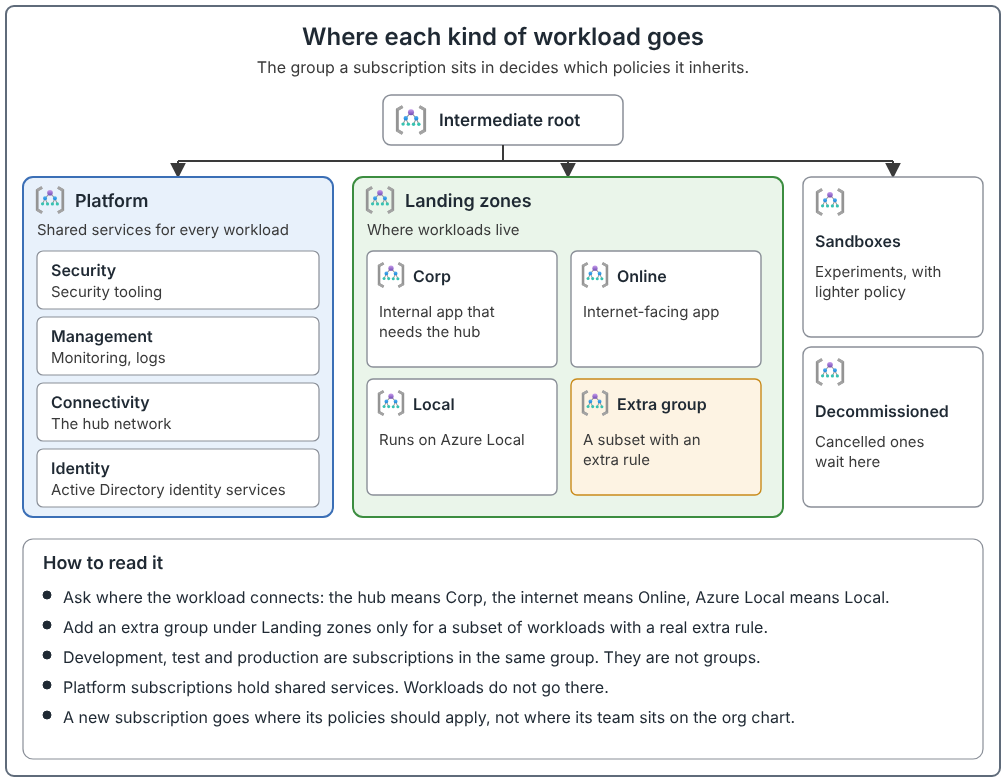 Where each kind of workload goes
The group a subscription sits in decides which policies it inherits.
Intermediate root
Platform
Shared services for every workload
Security
Security tooling
Management
Monitoring, logs
Connectivity
The hub network
Identity
Active Directory identity services
Landing zones
Where workloads live
Corp
Internal app that
needs the hub
Online
Internet-facing app
Local
Runs on Azure Local
Extra group
A subset with an
extra rule
Sandboxes
Experiments, with
lighter policy
Decommissioned
Cancelled ones
wait here
How to read it
Ask where the workload connects: the hub means Corp, the internet means Online, Azure Local means Local.
Add an extra group under Landing zones only for a subset of workloads with a real extra rule.
Development, test and production are subscriptions in the same group. They are not groups.
Platform subscriptions hold shared services. Workloads do not go there.
A new subscription goes where its policies should apply, not where its team sits on the org chart.